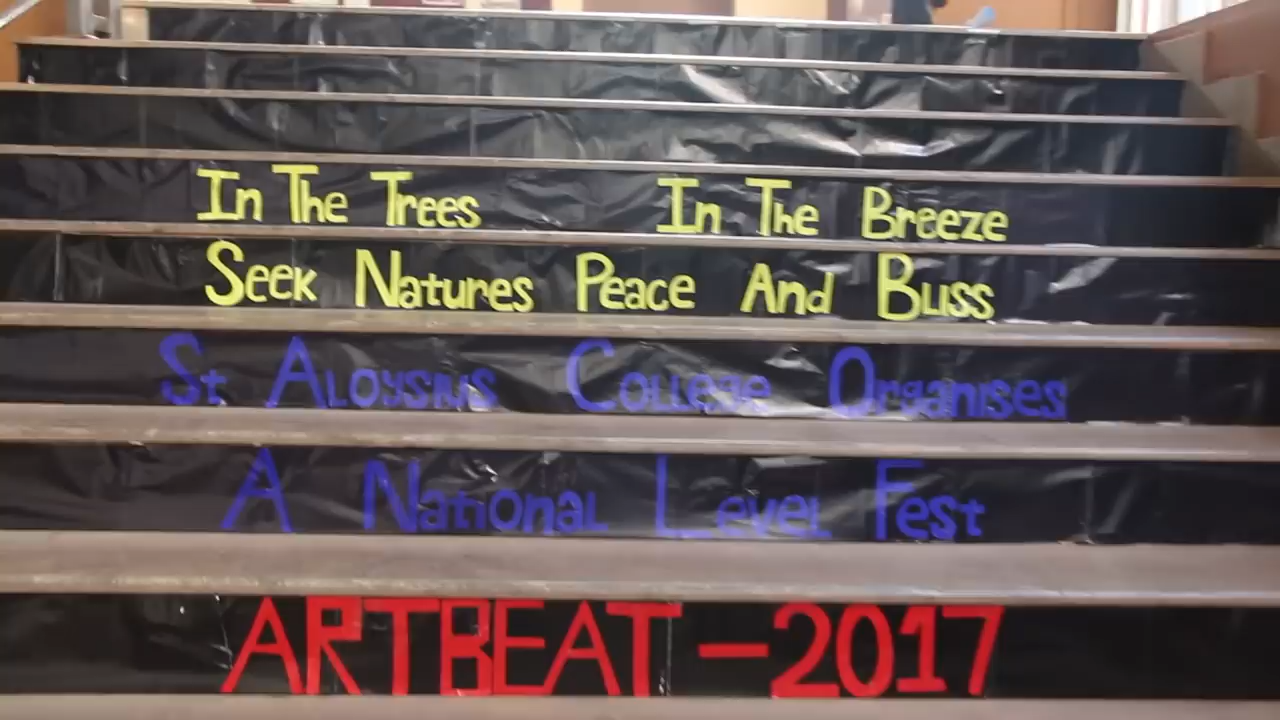 In The Trees In The Breeze
Seek Natures Peace And Bliss
St Aloysius College Organises
A National Level Fest
ARTBEAT - 2017